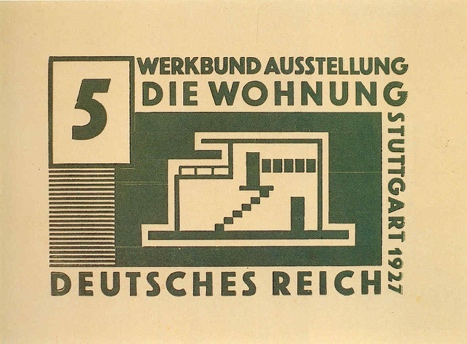 5
WERKBUND AUSSTELLUNG
DIE WOHNUNG
STUTTGART 1927
DEUTSCHES REICH